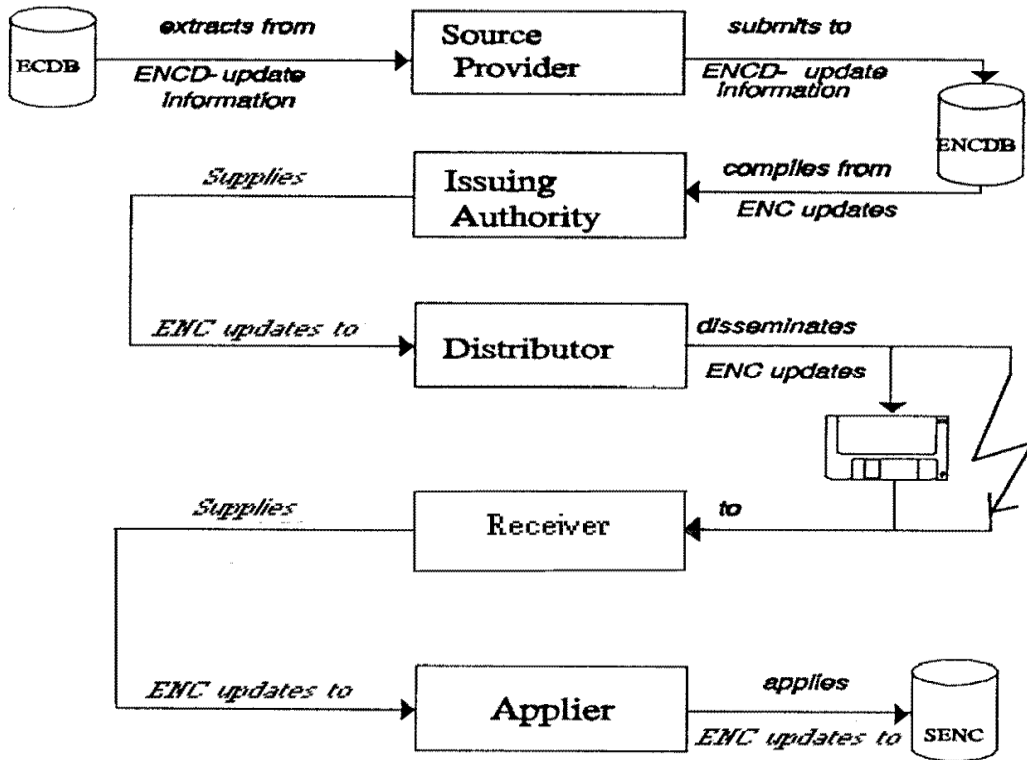 extracts from
Source
submits to
ECDB
ENCD-update
Provider
ENCD- update
Information
Information
ENCDB
Supplies
Issuing
compiles from
Authority
ENC updates
ENC updates to
Distributor
disseminates
ENC updates
Supplies
Receiver
to
ENC updates to
Applier
applies
ENC updates to
SENC